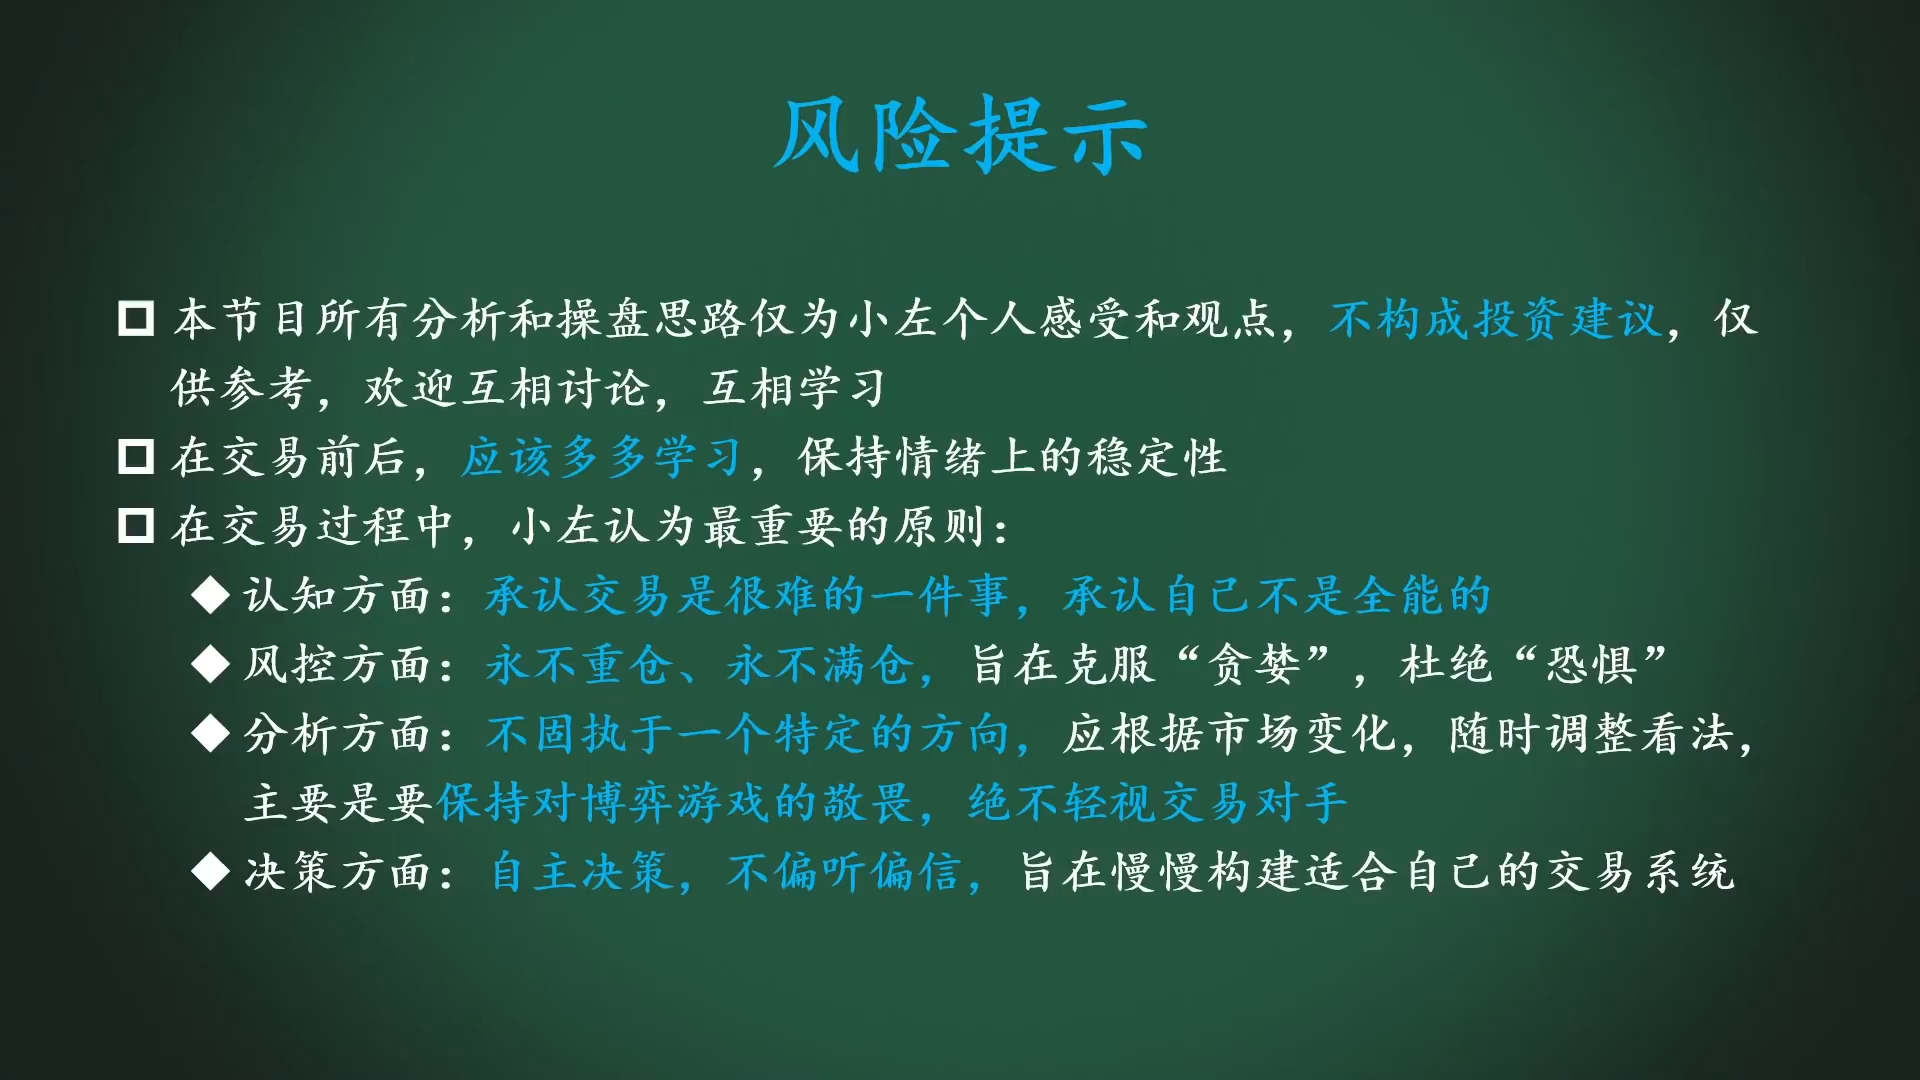 风险提示
本节目所有分析和操盘思路仅为小左个人感受和观点，不构成投资建议，仅
供参考，欢迎互相讨论，互相学习
在交易前后，应该多多学习，保持情绪上的稳定性
在交易过程中，小左认为最重要的原则：
认知方面：承认交易是很难的一件事，承认自己不是全能的
风控方面：永不重仓、永不满仓，旨在克服“贪婪”，杜绝“恐惧”
分析方面：不固执于一个特定的方向，应根据市场变化，随时调整看法，
主要是要保持对博弈游戏的敬畏，绝不轻视交易对手
决策方面：自主决策，不偏听偏信，旨在慢慢构建适合自己的交易系统